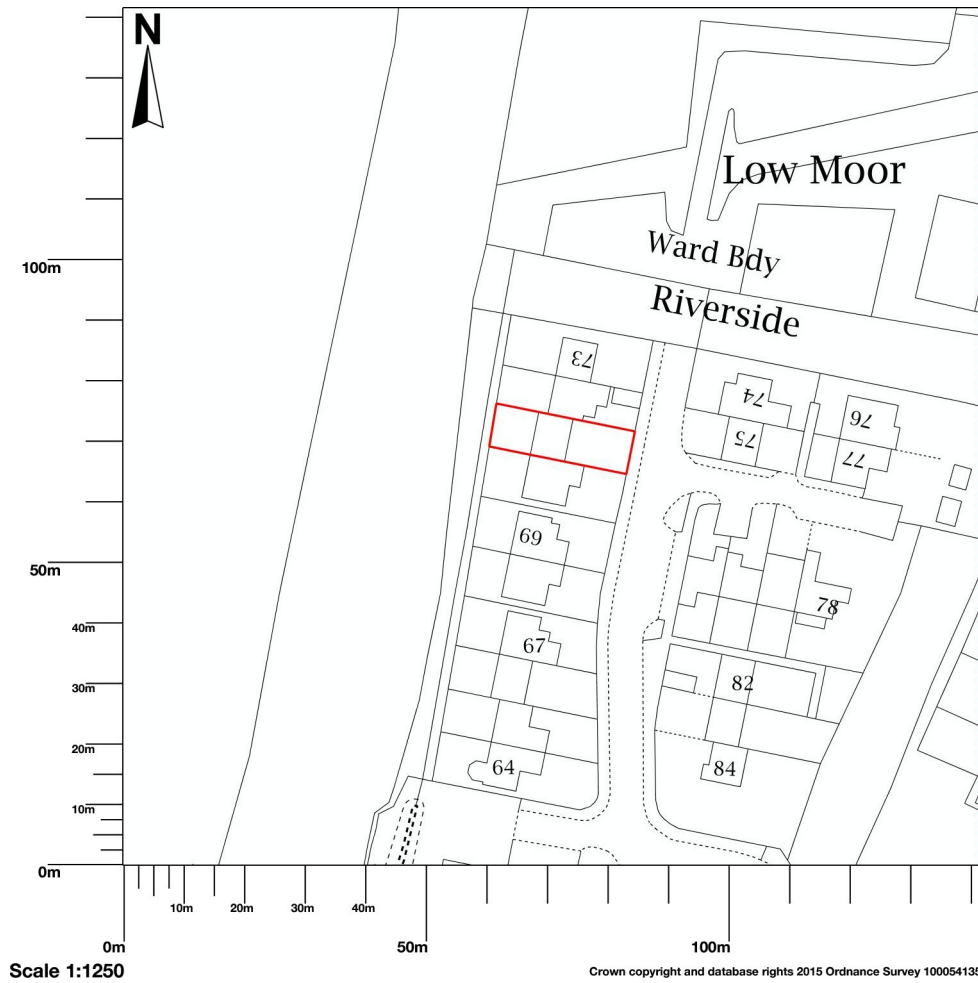 N
Low Moor
Ward Bdy
Riverside
100m
73
74
76
75
77
69
50m
78
40m
67
30m
82
20m
64
84
10m
0m
10m
20m
30m
40m
0m
50m
100m
Scale 1:1250
Crown copyright and database rights 2015 Ordnance Survey 100054135